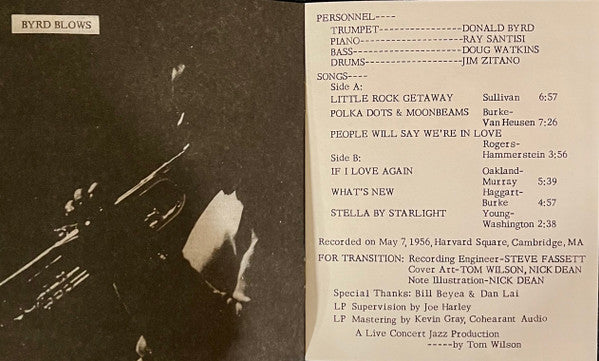 BYRD BLOWS
PERSONNEL----
TRUMPET----------------DONALD BYRD
PIANO--------------------RAY SANTISI
BASS----------------------DOUG WATKINS
DRUMS-------------------JIM ZITANO
SONGS----
Side A:
LITTLE ROCK GETAWAY Sullivan 6:57
POLKA DOTS & MOONBEAMS Burke-
Van Heusen 7:26
PEOPLE WILL SAY WE'RE IN LOVE
Rogers-
Hammerstein 3:56
Side B:
IF I LOVE AGAIN Oakland-
Murray 5:39
WHAT'S NEW Haggart-
Burke 4:57
STELLA BY STARLIGHT Young-
Washington 2:38
Recorded on May 7, 1956, Harvard Square, Cambridge, MA
FOR TRANSITION: Recording Engineer-STEVE FASSETT
Cover Art-TOM WILSON, NICK DEAN
Note Illustration-NICK DEAN
Special Thanks: Bill Beyea & Dan Lai
LP Supervision by Joe Harley
LP Mastering by Kevin Gray, Cohearant Audio
A Live Concert Jazz Production
-----by Tom Wilson